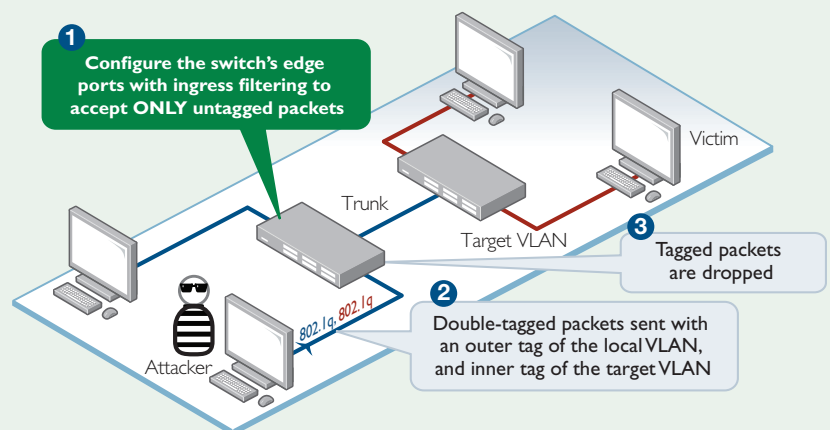 1
Configure the switch's edge
ports with ingress filtering to
accept ONLY untagged packets
Victim
Trunk
Target VLAN
3
Tagged packets
are dropped
802.1q, 802.1q
2
Double-tagged packets sent with
an outer tag of the local VLAN,
and inner tag of the target VLAN
Attacker